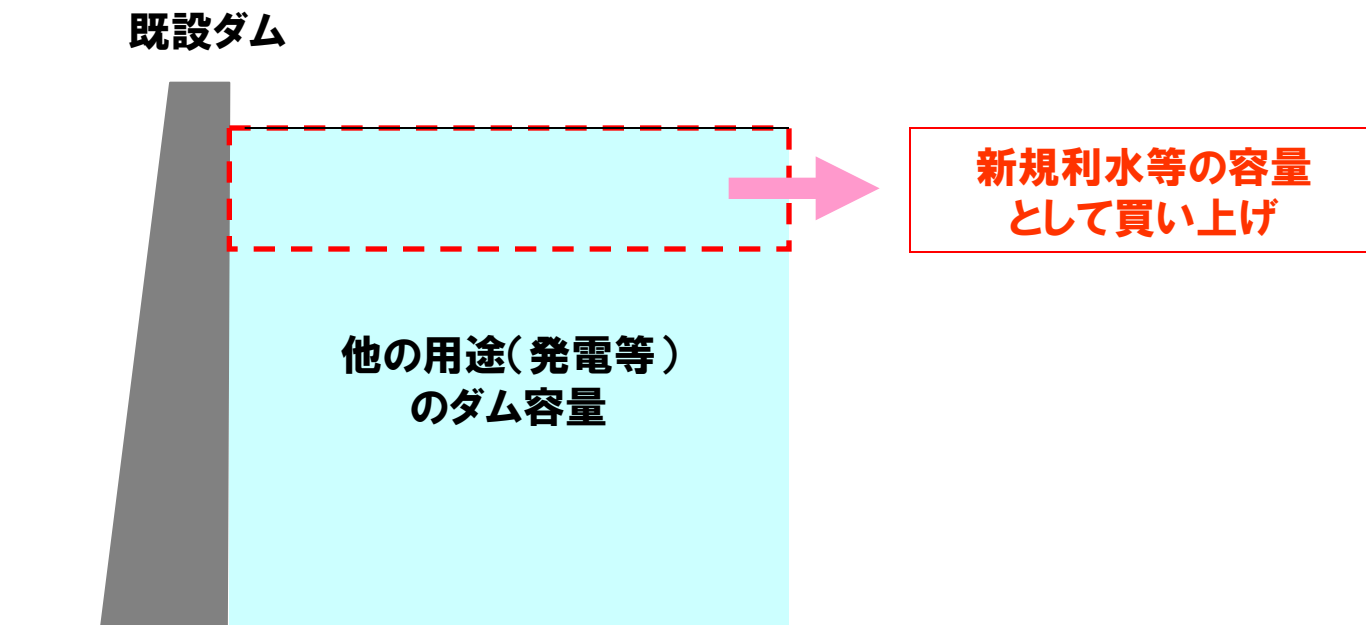 既設ダム
新規利水等の容量
として買い上げ
他の用途(発電等)
のダム容量